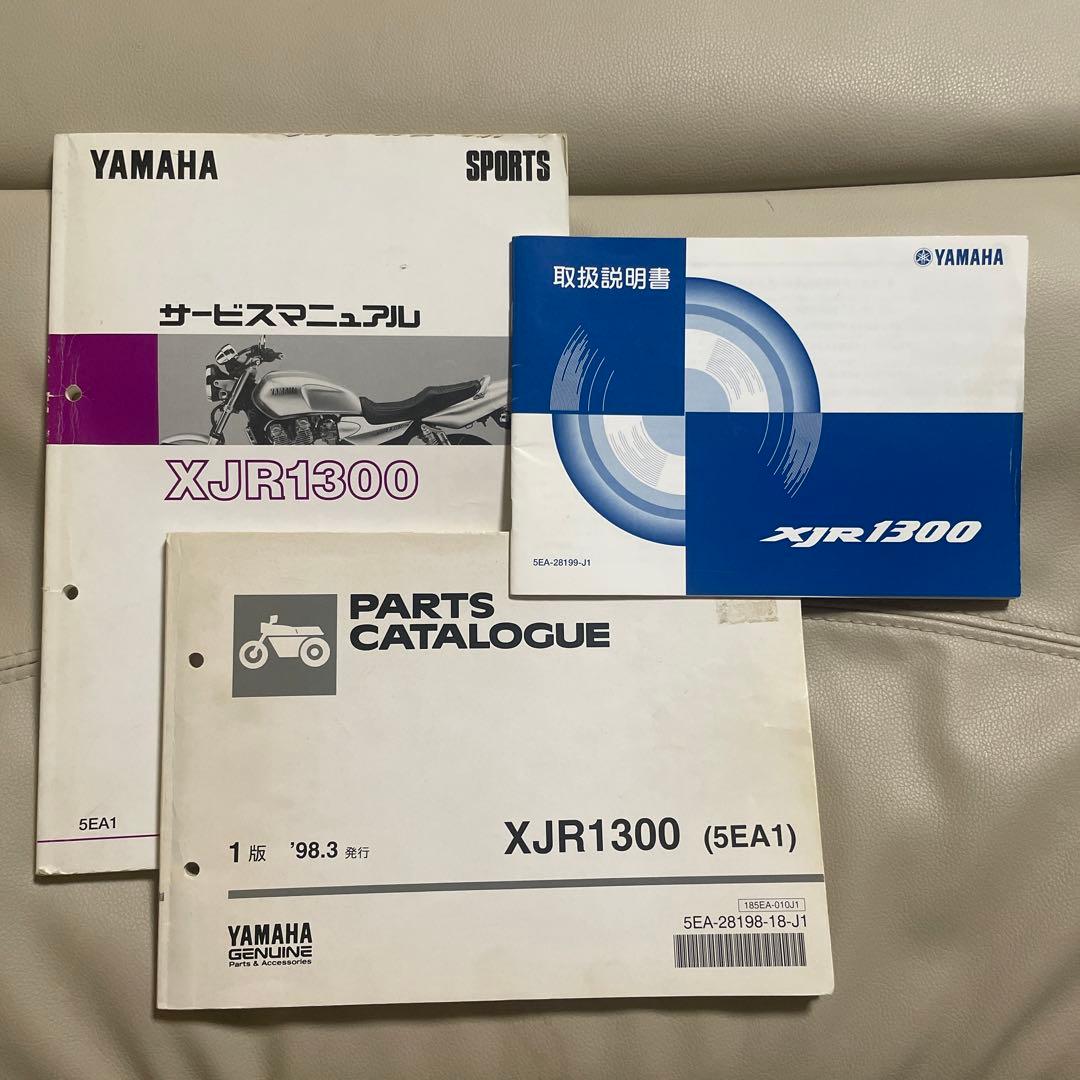 YAMAHA
SPORTS
サービスマニュアル
YAMAHA
XJR1300
5EA1
取扱説明書
YAMAHA
XJR1300
5EA-28199-J1
PARTS
CATALOGUE
XJR1300 (5EA1)
1版 '98.3 発行
185EA-010J1
5EA-28198-18-J1
YAMAHA
GENUINE
Parts & Accessories